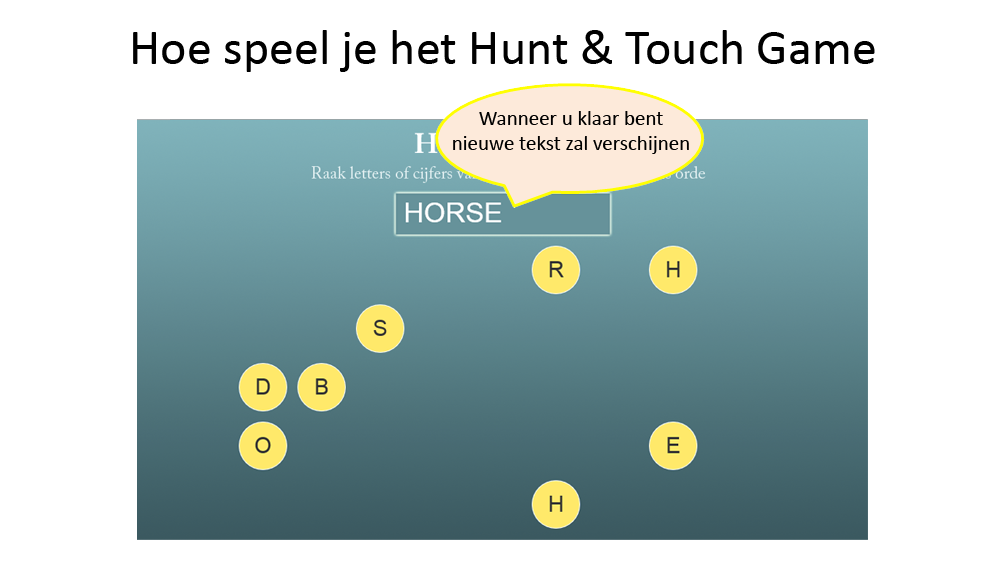 Hoe speel je het Hunt & Touch Game
Wanneer u klaar bent
nieuwe tekst zal verschijnen
H
Raak letters of cijfers
HORSE
R H
S
D B
O E
H